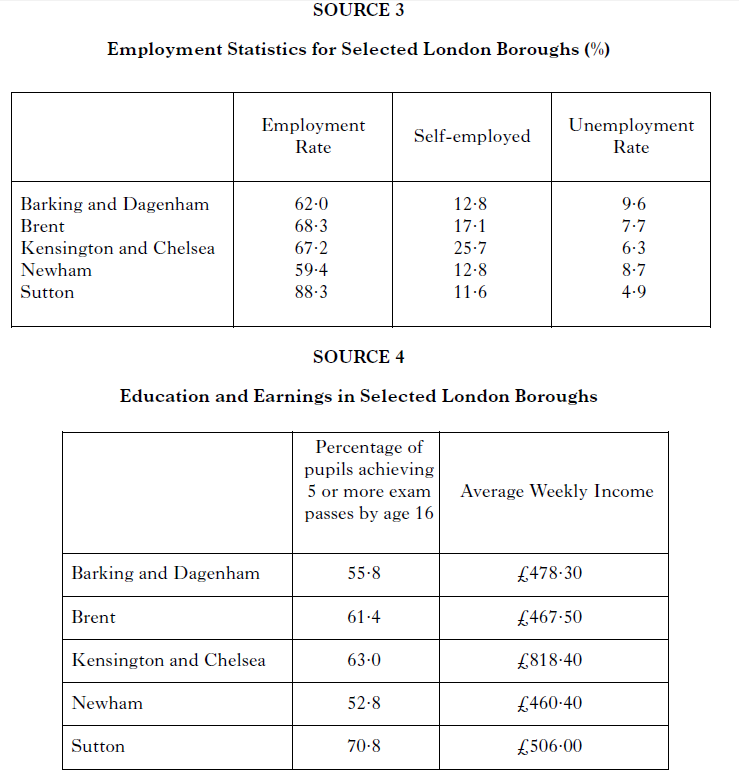 SOURCE 3
Employment Statistics for Selected London Boroughs (%)
Employment Rate Self-employed Unemployment Rate
Barking and Dagenham 62·0 12·8 9·6
Brent 68·3 17·1 7·7
Kensington and Chelsea 67·2 25·7 6·3
Newham 59·4 12·8 8·7
Sutton 88·3 11·6 4·9
SOURCE 4
Education and Earnings in Selected London Boroughs
Percentage of
pupils achieving
5 or more exam
passes by age 16
Average Weekly Income
Barking and Dagenham 55·8 £478·30
Brent 61·4 £467·50
Kensington and Chelsea 63·0 £818·40
Newham 52·8 £460·40
Sutton 70·8 £506·00